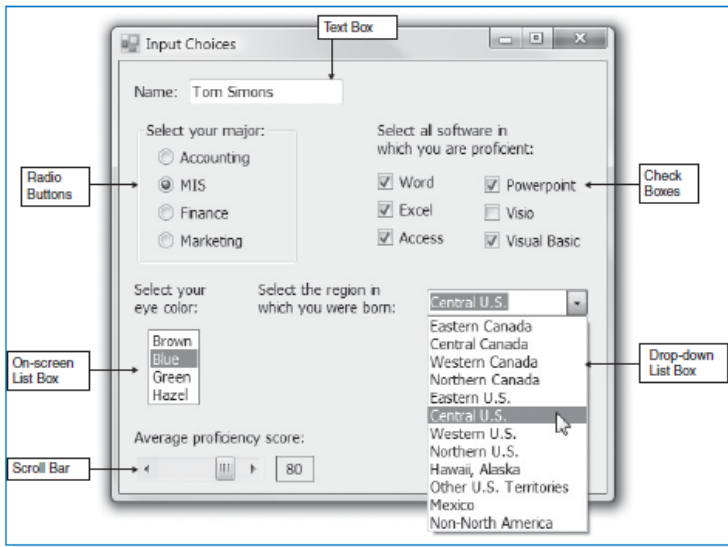 Text Box
Input Choices
Name: Tom Simons
Select your major:
Accounting
MIS
Finance
Marketing
Radio
Buttons
Select all software in
which you are proficient:
Word
Powerpoint
Excel
Visio
Access
Visual Basic
Check
Boxes
Select your
eye color:
Brown
Blue
Green
Hazel
On-screen
List Box
Select the region in
which you were born:
Central U.S.
Eastern Canada
Central Canada
Western Canada
Northern Canada
Eastern U.S.
Central U.S.
Western U.S.
Northern U.S.
Hawaii, Alaska
Other U.S. Territories
Mexico
Non-North America
Drop-down
List Box
Average proficiency score:
80
Scroll Bar